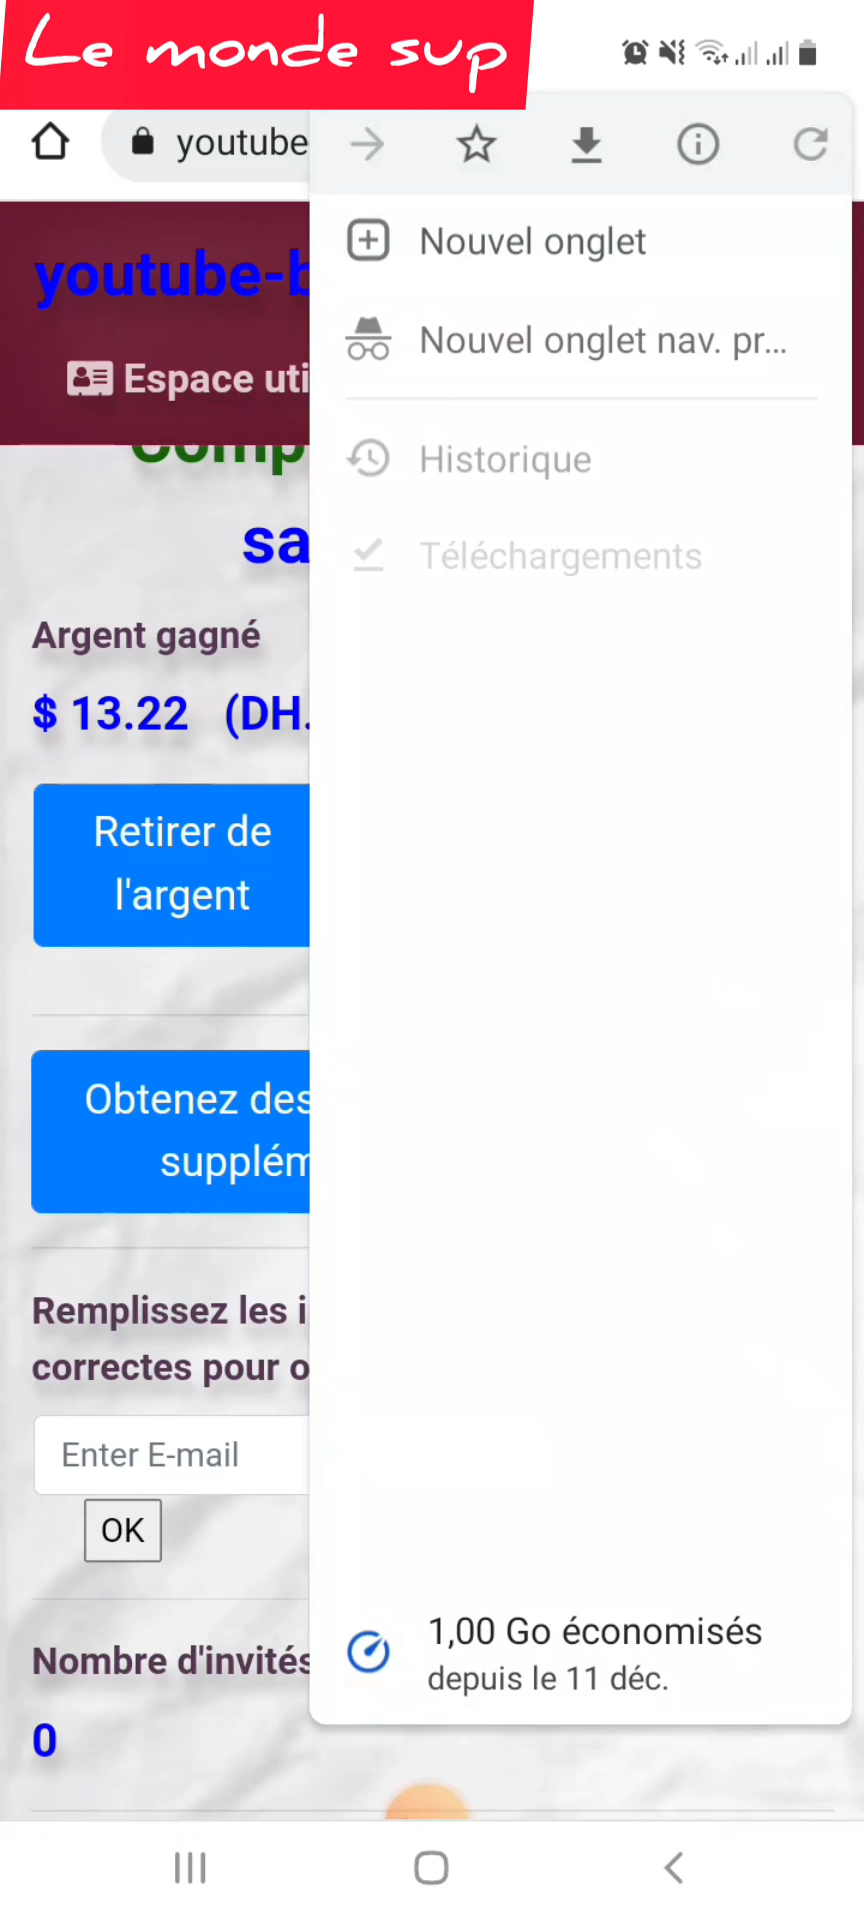 Le monde sup
youtube
youtube-b
Espace uti
Comp
sa
Argent gagné
$ 13.22 (DH.
Retirer de
l'argent
Obtenez des
supplém
Remplissez les i
correctes pour o
Enter E-mail
OK
Nombre d'invités
0
Nouvel onglet
Nouvel onglet nav. pr...
Historique
Téléchargements
1,00 Go économisés
depuis le 11 déc.